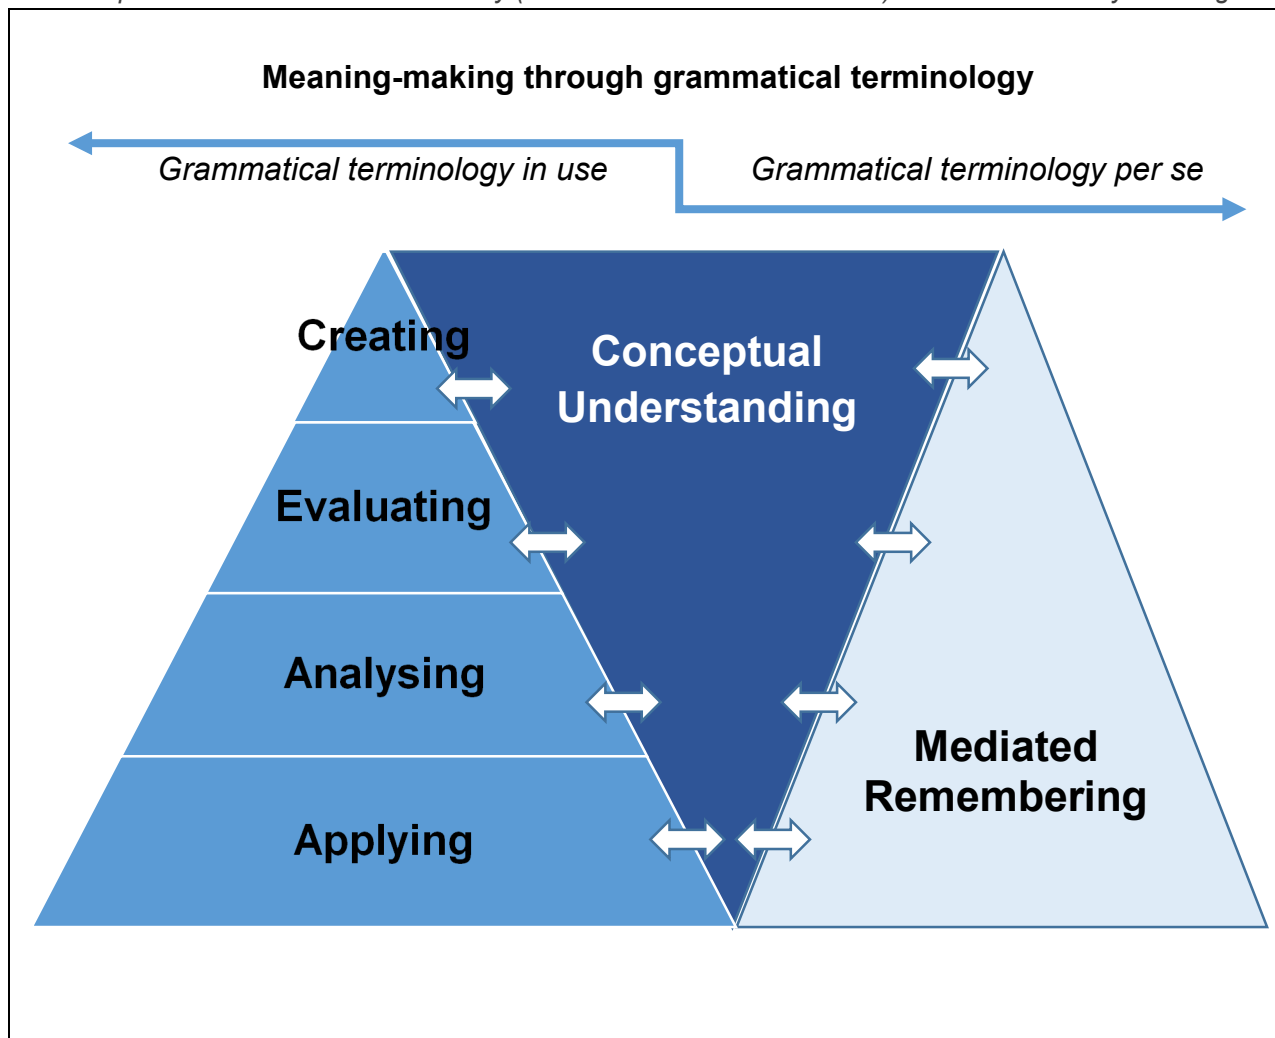 Meaning-making through grammatical terminology
Grammatical terminology in use
Grammatical terminology per se
Creating
Conceptual
Understanding
Evaluating
Analysing
Mediated
Remembering
Applying